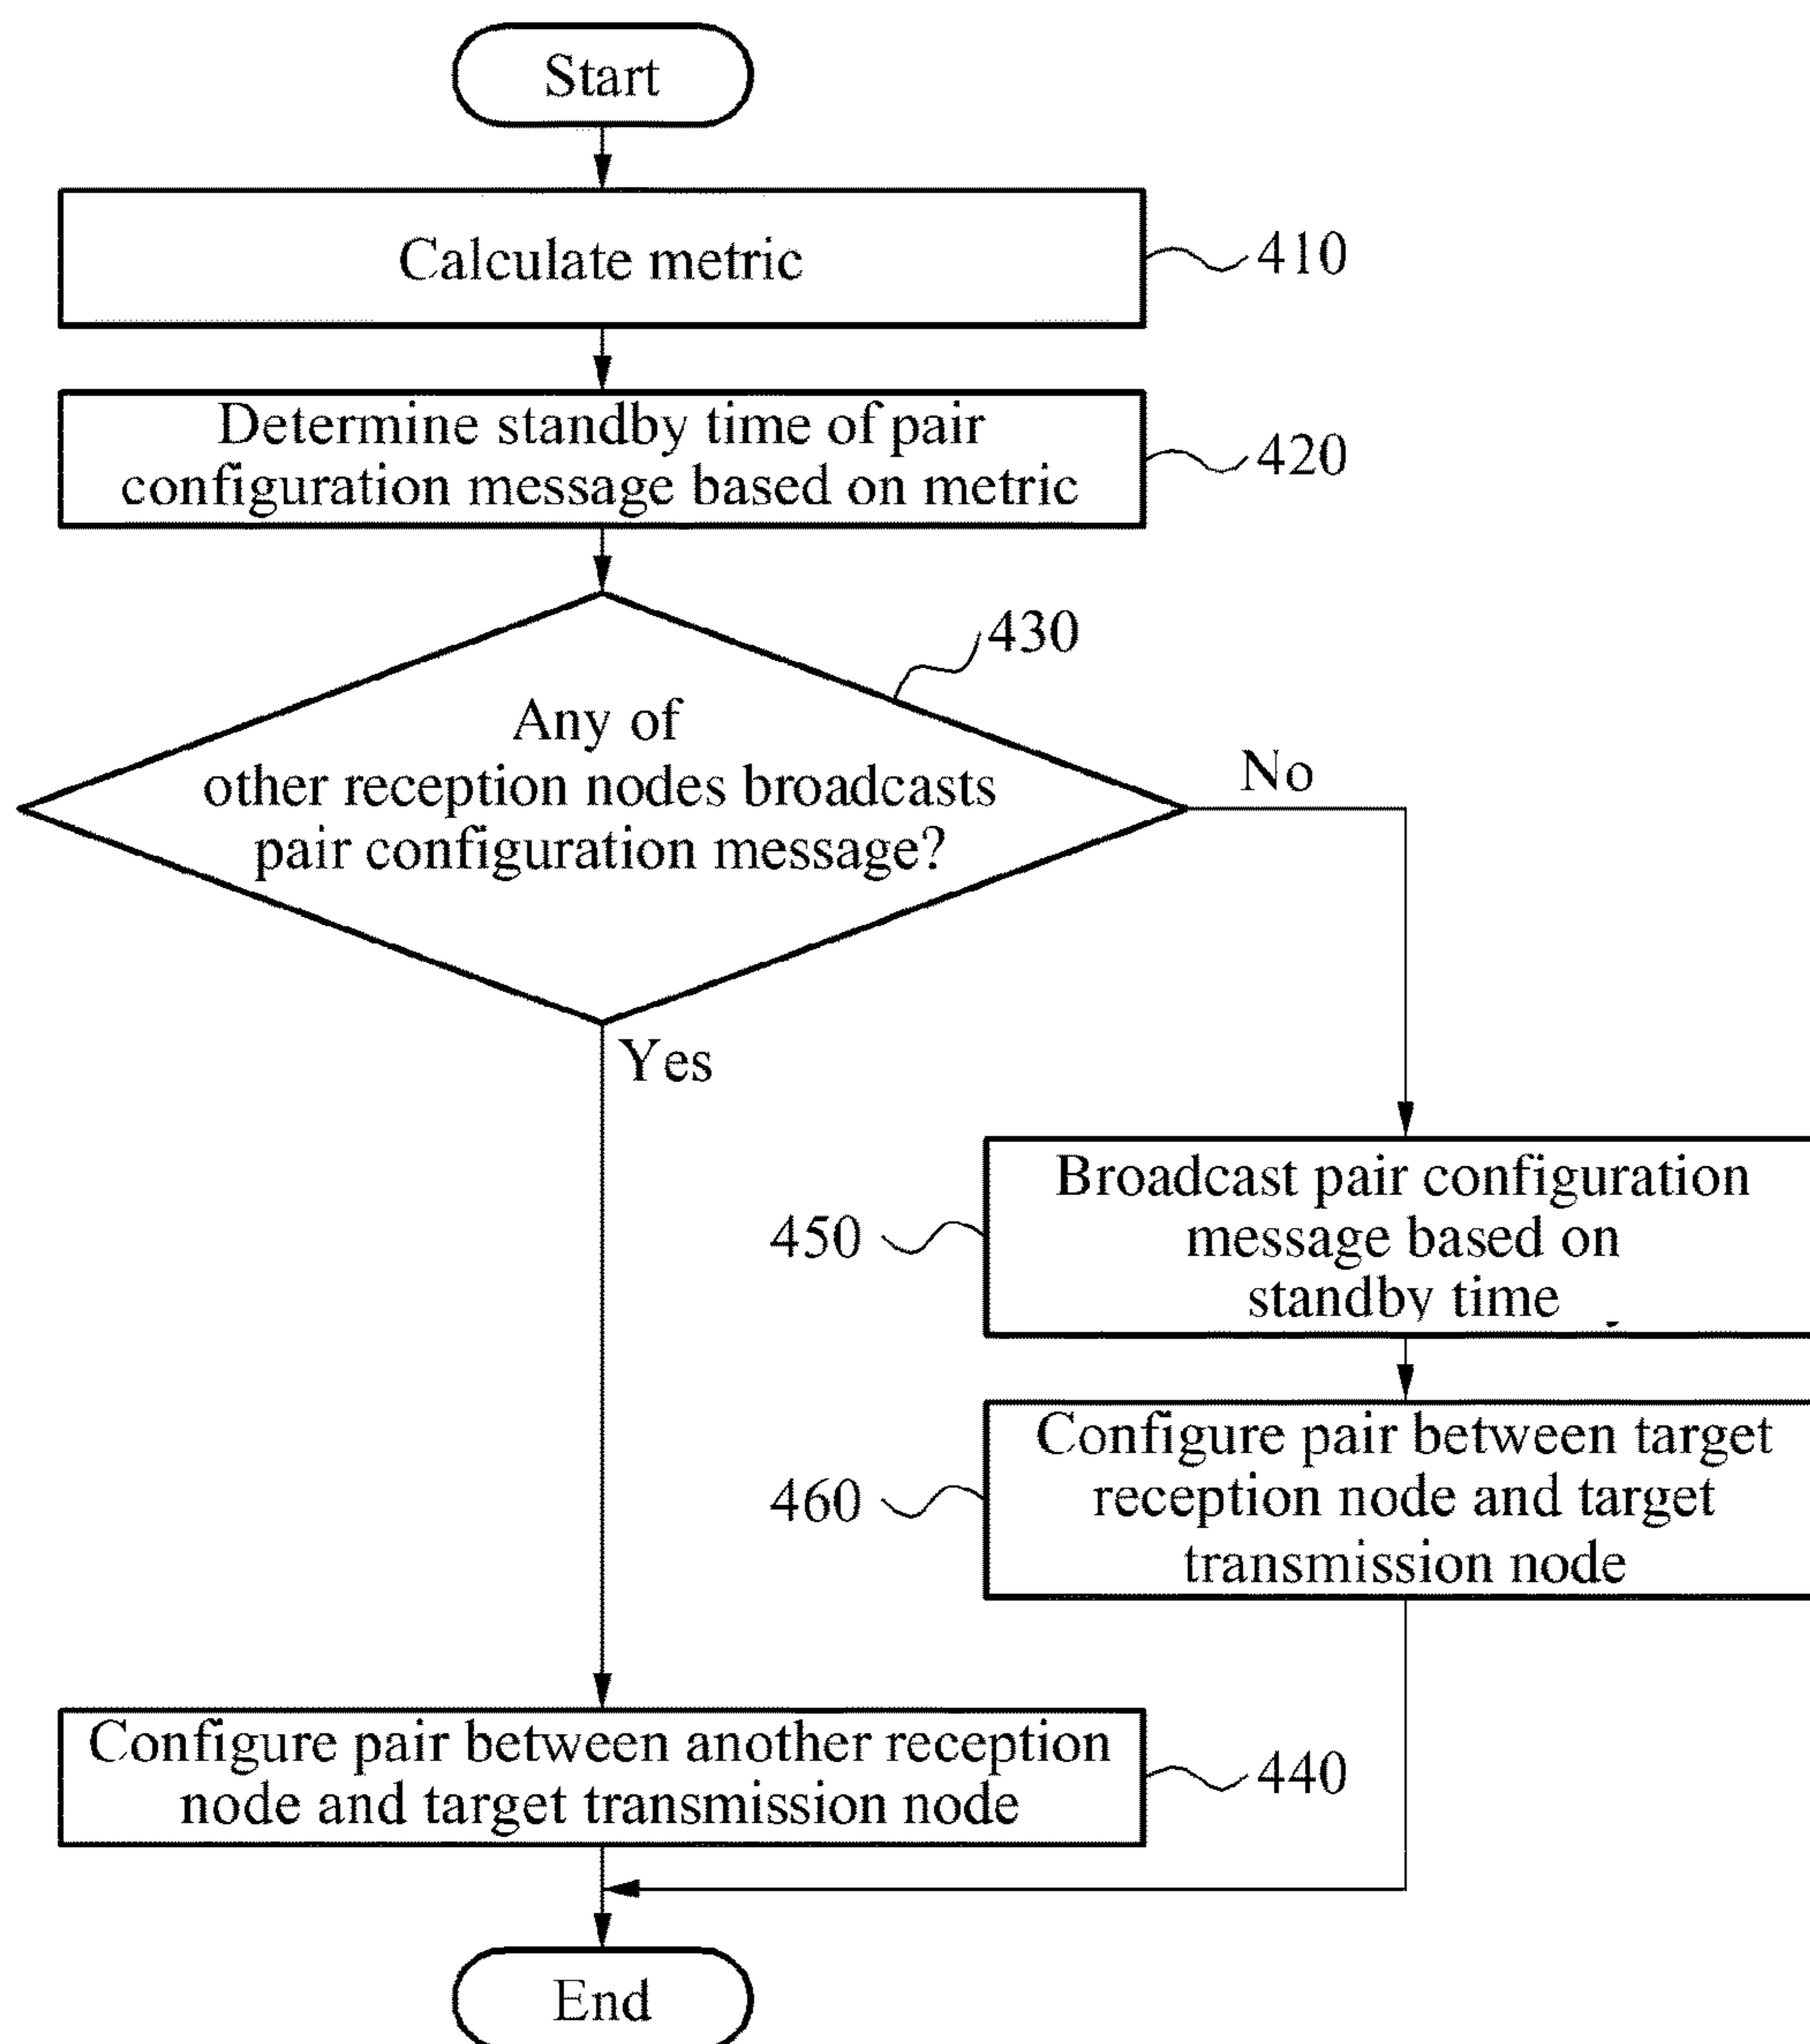 Start
Calculate metric
410
Determine standby time of pair
configuration message based on metric
420
430
Any of
other reception nodes broadcasts
pair configuration message?
No
Yes
Broadcast pair configuration
message based on
standby time
450
Configure pair between target
reception node and target
transmission node
460
Configure pair between another reception
node and target transmission node
440
End